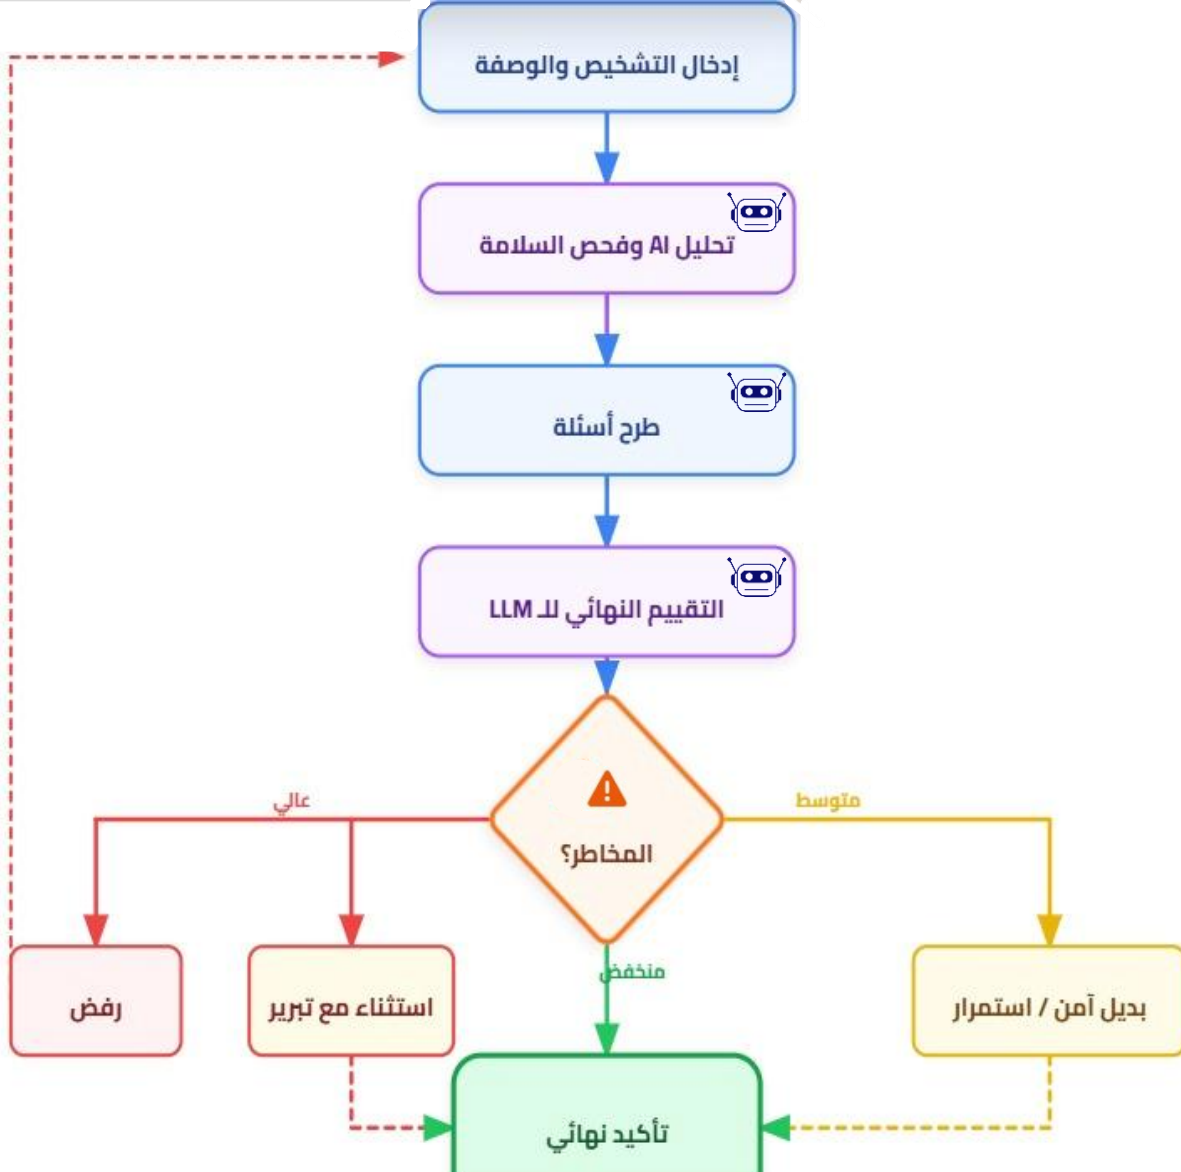 إدخال التشخيص والوصفة
تحليل AI وفحص السلامة
طرح أسئلة
التقييم النهائي للـ LLM
المخاطر؟
متوسط
عالي
منخفض
بديل آمن / استمرار
استثناء مع تبرير
رفض
تأكيد نهائي